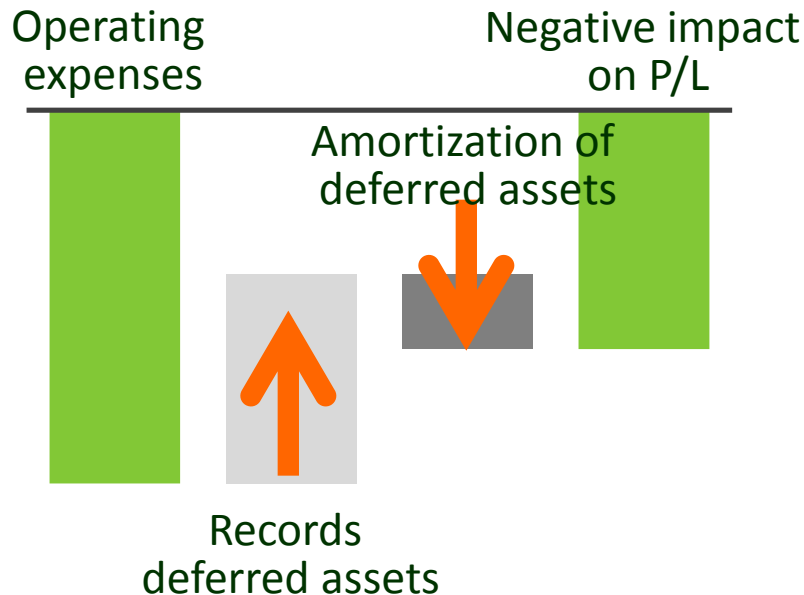 Operating
expenses
Negative impact
on P/L
Amortization of
deferred assets
Records
deferred assets